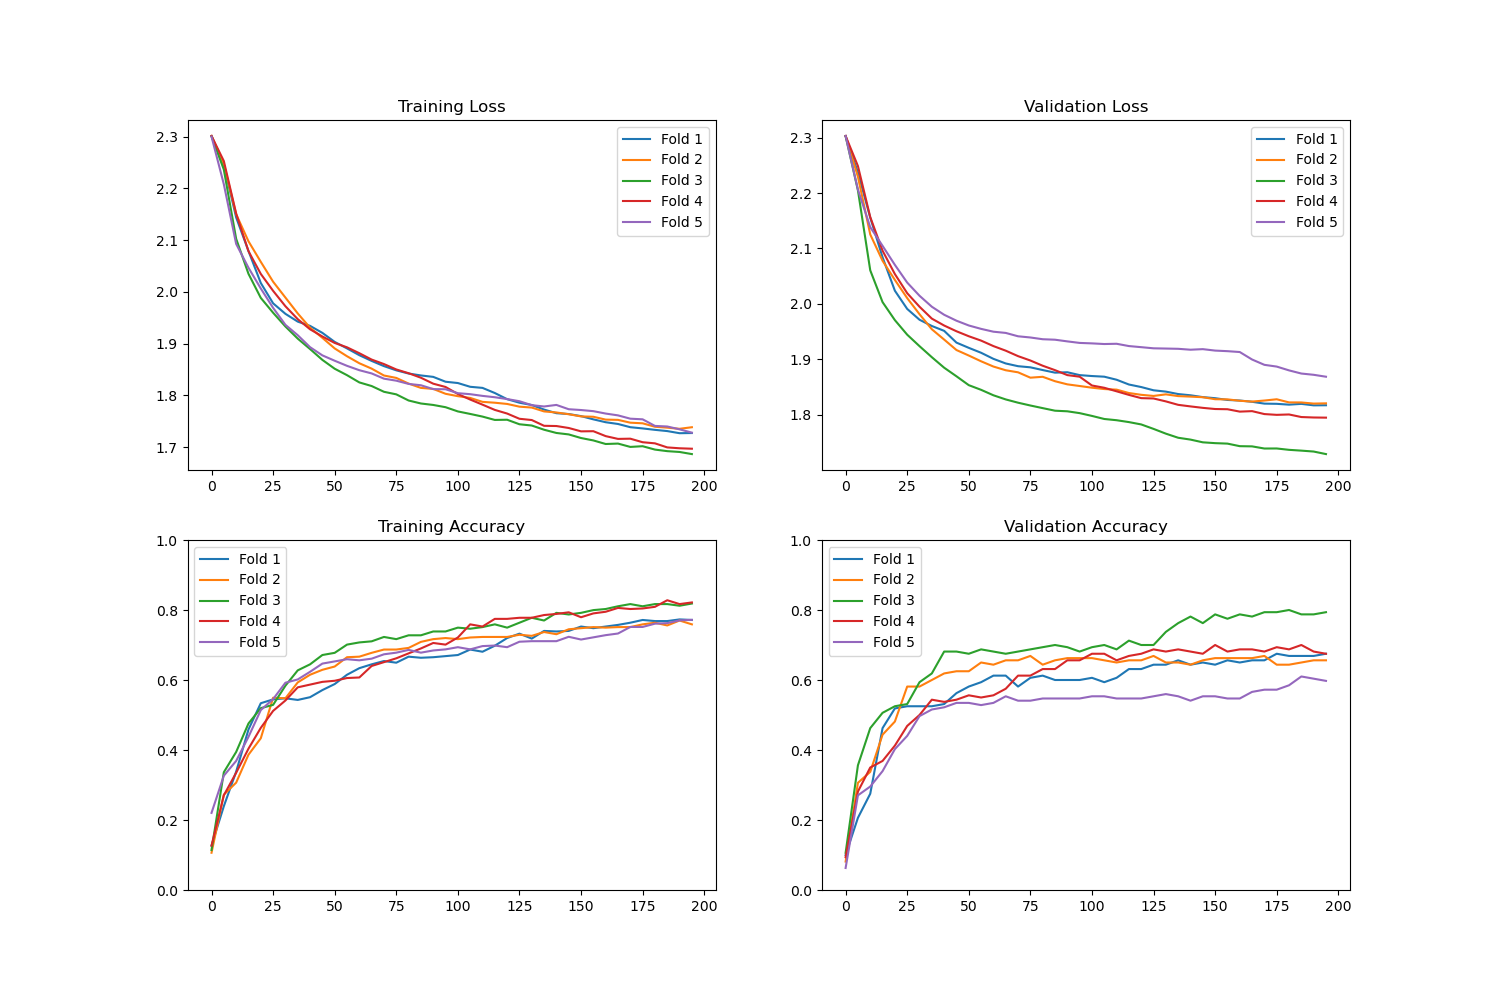 Training Loss
2.3
2.2
2.1
2.0
1.9
1.8
1.7
Fold 1
Fold 2
Fold 3
Fold 4
Fold 5
0 25 50 75 100 125 150 175 200
Validation Loss
2.3
2.2
2.1
2.0
1.9
1.8
Fold 1
Fold 2
Fold 3
Fold 4
Fold 5
0 25 50 75 100 125 150 175 200
Training Accuracy
1.0
0.8
0.6
0.4
0.2
0.0
Fold 1
Fold 2
Fold 3
Fold 4
Fold 5
0 25 50 75 100 125 150 175 200
Validation Accuracy
1.0
0.8
0.6
0.4
0.2
0.0
Fold 1
Fold 2
Fold 3
Fold 4
Fold 5
0 25 50 75 100 125 150 175 200